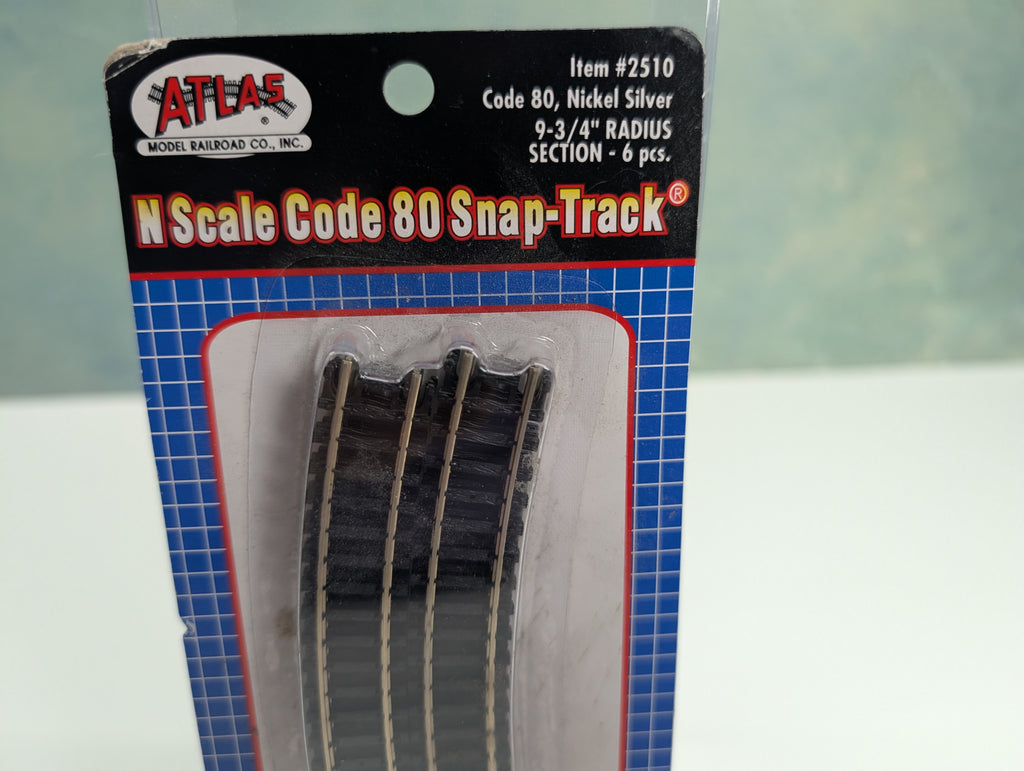 ATLAS
®
MODEL RAILROAD CO., INC.
Item #2510
Code 80, Nickel Silver
9-3/4" RADIUS
SECTION - 6 pcs.
N Scale Code 80 Snap-Track®